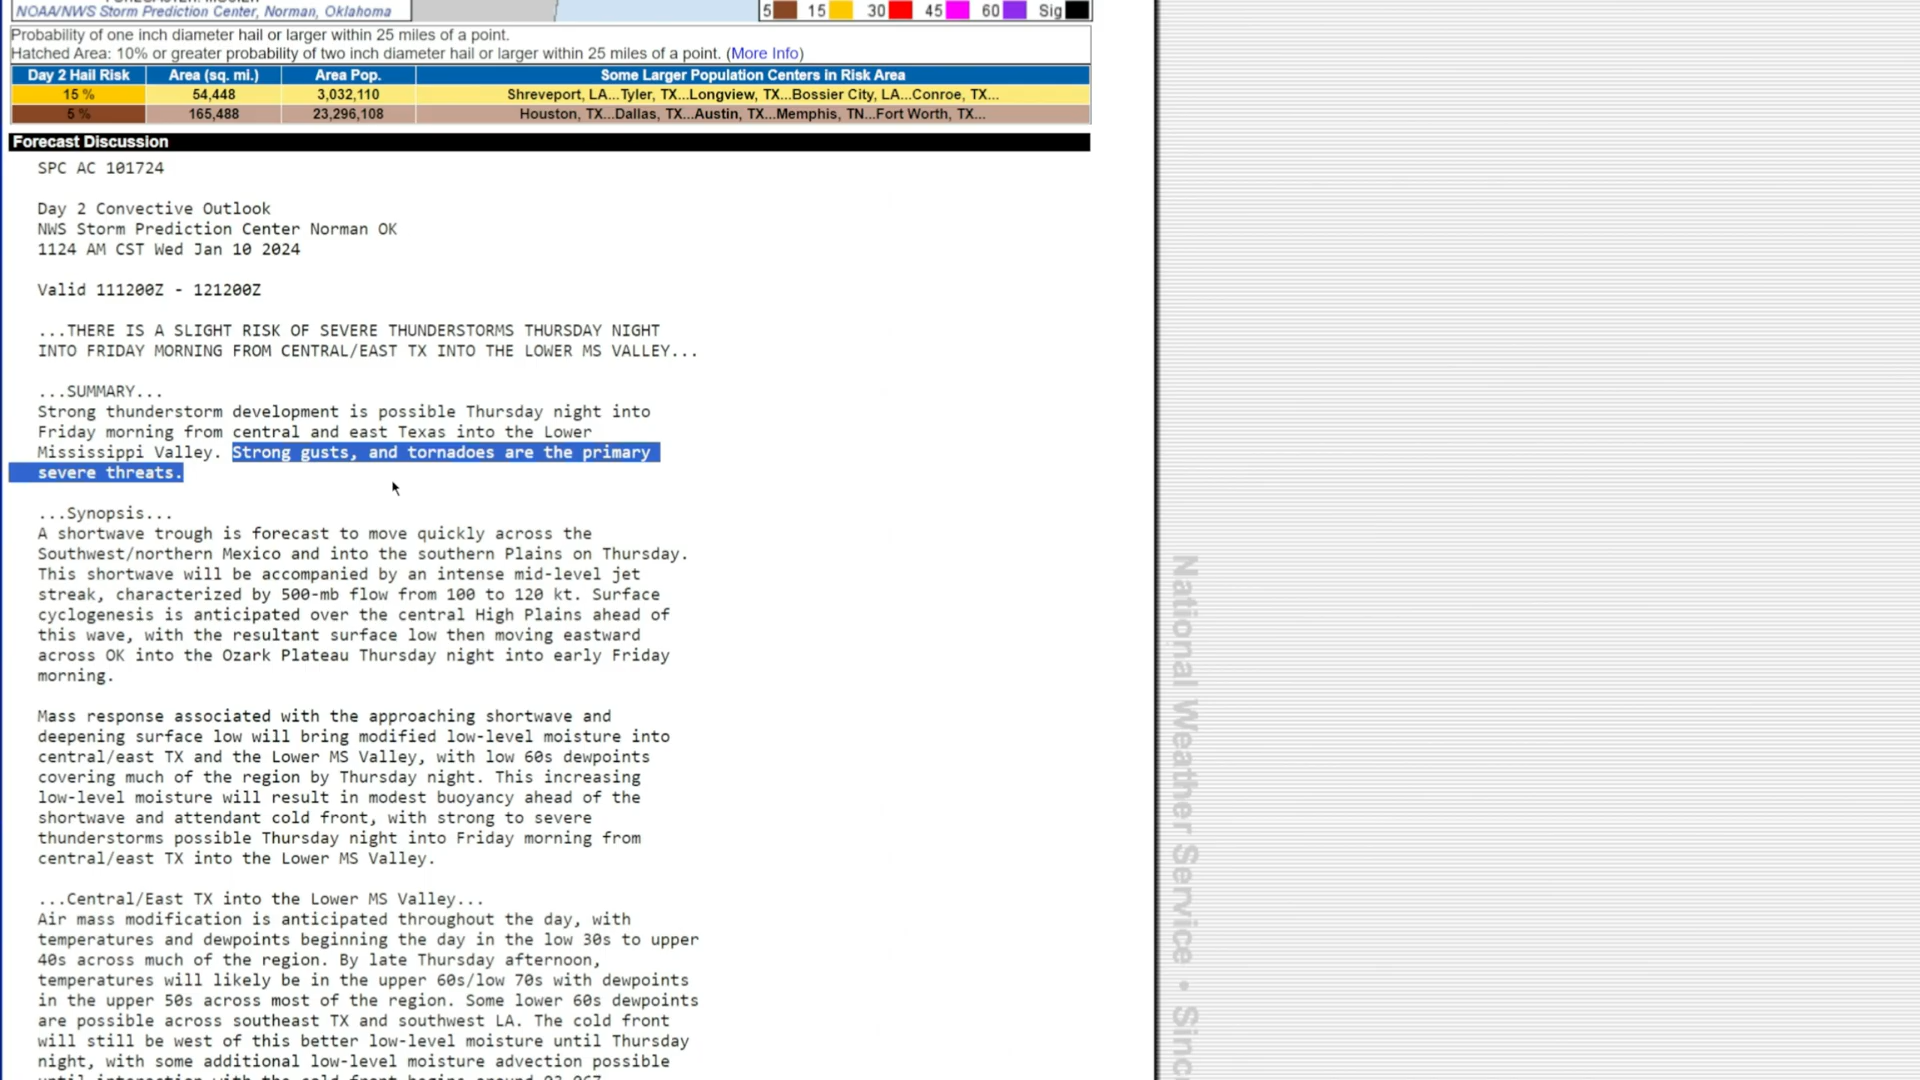 NOAA/NWS Storm Prediction Center, Norman, Oklahoma
5 15 30 45 60 Sig
Probability of one inch diameter hail or larger within 25 miles of a point.
Hatched Area: 10% or greater probability of two inch diameter hail or larger within 25 miles of a point. (More Info)
Day 2 Hail Risk Area (sq. mi.) Area Pop. Some Larger Population Centers in Risk Area
15 % 54,448 3,032,110 Shreveport, LA...Tyler, TX...Longview, TX...Bossier City, LA...Conroe, TX...
5 % 165,488 23,296,108 Houston, TX...Dallas, TX...Austin, TX...Memphis, TN...Fort Worth, TX...
Forecast Discussion
SPC AC 101724
Day 2 Convective Outlook
NWS Storm Prediction Center Norman OK
1124 AM CST Wed Jan 10 2024
Valid 111200Z - 121200Z
...THERE IS A SLIGHT RISK OF SEVERE THUNDERSTORMS THURSDAY NIGHT
INTO FRIDAY MORNING FROM CENTRAL/EAST TX INTO THE LOWER MS VALLEY...
...SUMMARY...
Strong thunderstorm development is possible Thursday night into
Friday morning from central and east Texas into the Lower
Mississippi Valley. Strong gusts, and tornadoes are the primary
severe threats.
...Synopsis...
A shortwave trough is forecast to move quickly across the
Southwest/northern Mexico and into the southern Plains on Thursday.
This shortwave will be accompanied by an intense mid-level jet
streak, characterized by 500-mb flow from 100 to 120 kt. Surface
cyclogenesis is anticipated over the central High Plains ahead of
this wave, with the resultant surface low then moving eastward
across OK into the Ozark Plateau Thursday night into early Friday
morning.
Mass response associated with the approaching shortwave and
deepening surface low will bring modified low-level moisture into
central/east TX and the Lower MS Valley, with low 60s dewpoints
covering much of the region by Thursday night. This increasing
low-level moisture will result in modest buoyancy ahead of the
shortwave and attendant cold front, with strong to severe
thunderstorms possible Thursday night into Friday morning from
central/east TX into the Lower MS Valley.
...Central/East TX into the Lower MS Valley...
Air mass modification is anticipated throughout the day, with
temperatures and dewpoints beginning the day in the low 30s to upper
40s across much of the region. By late Thursday afternoon,
temperatures will likely be in the upper 60s/low 70s with dewpoints
in the upper 50s across most of the region. Some lower 60s dewpoints
are possible across southeast TX and southwest LA. The cold front
will still be west of this better low-level moisture until Thursday
night, with some additional low-level moisture advection possible
National Weather Service • Sinc